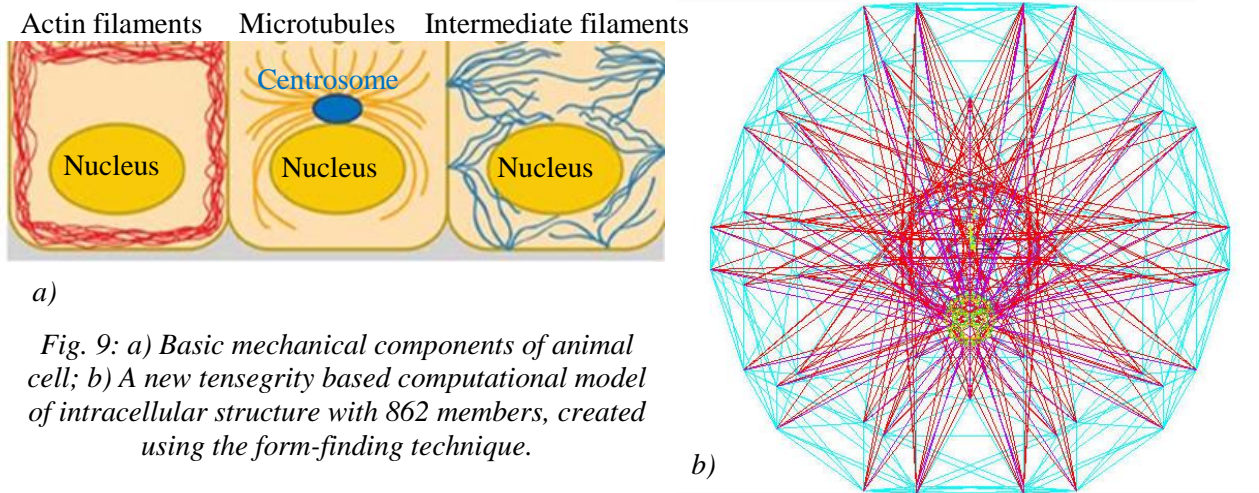 Actin filaments Microtubules Intermediate filaments
Centrosome
Nucleus Nucleus Nucleus
a)
Fig. 9: a) Basic mechanical components of animal
cell; b) A new tensegrity based computational model
of intracellular structure with 862 members, created
using the form-finding technique.
b)